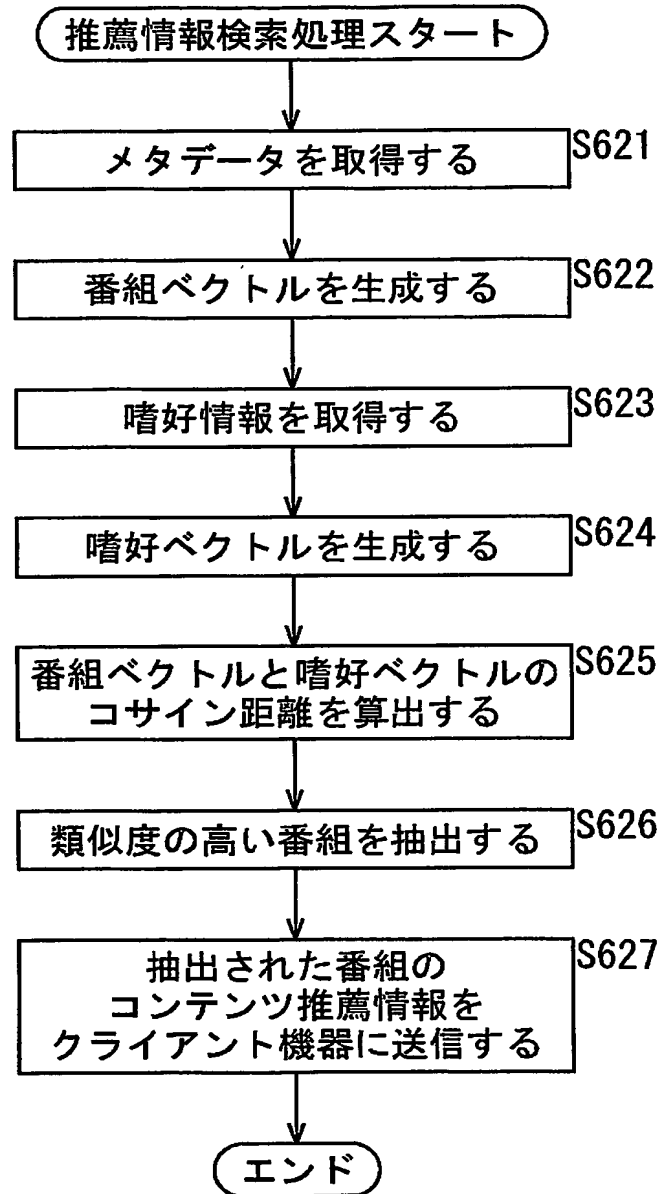 推薦情報検索処理スタート
メタデータを取得する
S621
番組ベクトルを生成する
S622
嗜好情報を取得する
S623
嗜好ベクトルを生成する
S624
番組ベクトルと嗜好ベクトルの
コサイン距離を算出する
S625
類似度の高い番組を抽出する
S626
抽出された番組の
コンテンツ推薦情報を
クライアント機器に送信する
S627
エンド